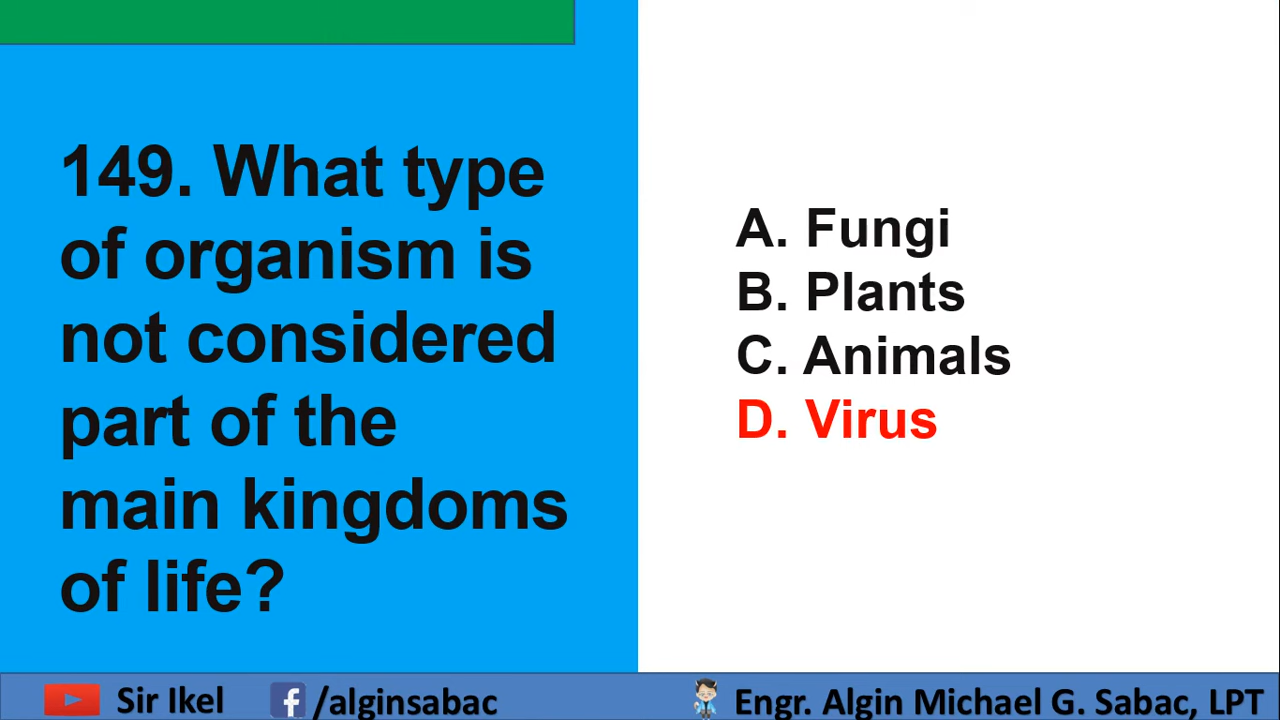 149. What type
of organism is
not considered
part of the
main kingdoms
of life?
A. Fungi
B. Plants
C. Animals
D. Virus
Sir Ikel
/alginsabac
Engr. Algin Michael G. Sabac, LPT